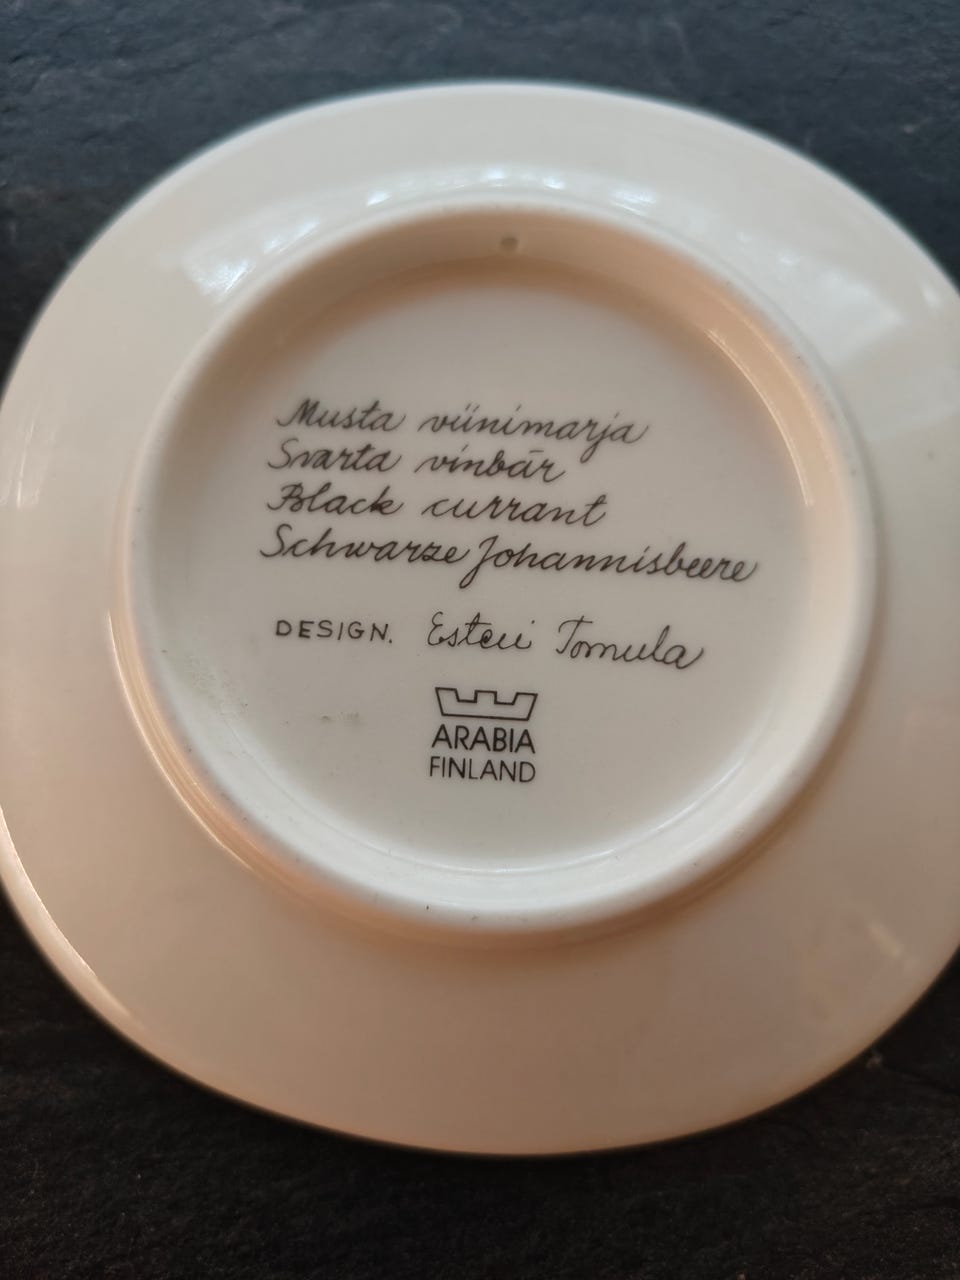 Musta viinimarja
Svarta vinbär
Black currant
Schwarze Johannisbeere
DESIGN. Esteri Tomula
ARABIA
FINLAND